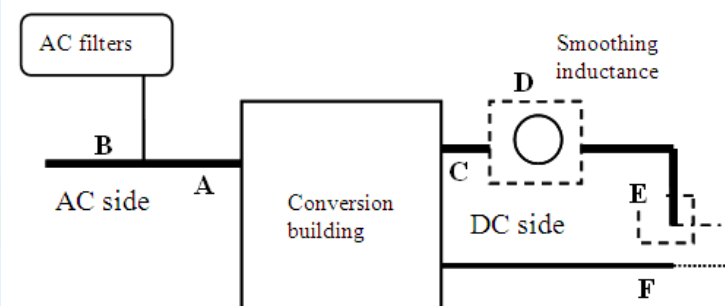 AC filters
Smoothing
inductance
D
B
A
C
AC side
Conversion
building
DC side
E
F